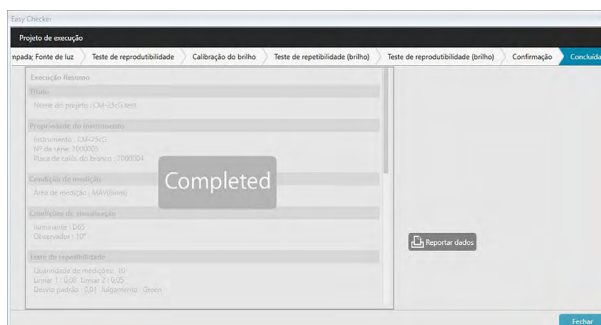 Easy Checker
Projeto de execução
npada; Fonte de luz Teste de reprodutibilidade Calibração do brilho Teste de repetibilidade (brilho) Teste de reprodutibilidade (brilho) Confirmação Concluída
Execução Resumo
Título
Nome do projeto : CM-25cG test
Propriedade do instrumento
Instrumento : CM-25cG
Nº de série: 7000003
Placa de calib. do branco : 7000004
Condição de medição
Área de medição : MAV(8mm)
Condições de visualização
Iluminante : D65
Observador : 10°
Teste de repetibilidade
Quantidade de medições: 10
Limiar 1 : 0,08 Limiar 2 : 0,05
Desvio padrão : 0,01 Julgamento : Green
Completed
Reportar dados
Fechar